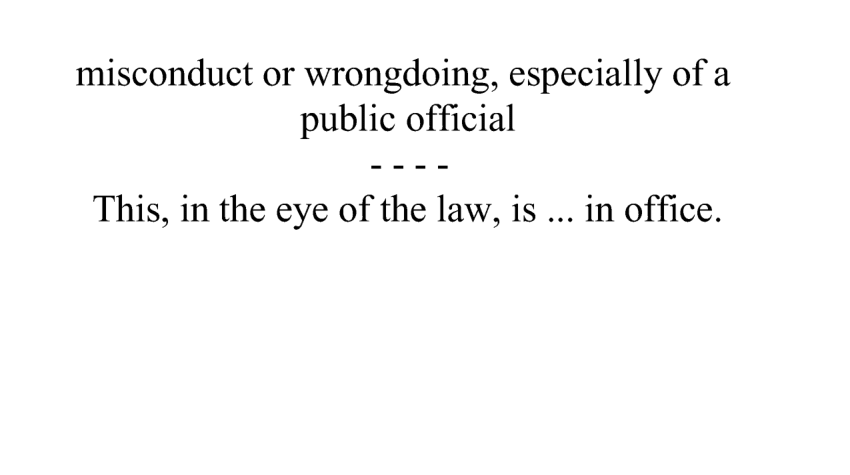 misconduct or wrongdoing, especially of a
public official
- - - -
This, in the eye of the law, is ... in office.